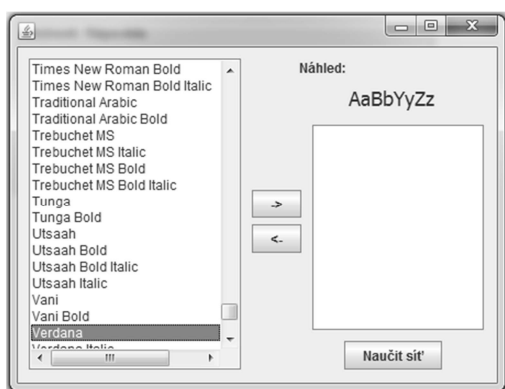 Times New Roman Bold
Times New Roman Bold Italic
Traditional Arabic
Traditional Arabic Bold
Trebuchet MS
Trebuchet MS Italic
Trebuchet MS Bold
Trebuchet MS Bold Italic
Tunga
Tunga Bold
Utsaah
Utsaah Bold
Utsaah Bold Italic
Utsaah Italic
Vani
Vani Bold
Verdana
Verdana Italic
Náhled:
AaBbYyZz
->
<-
Naučit síť